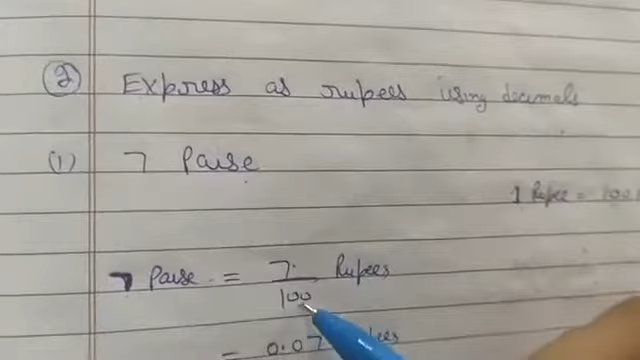 (2) Express as rupees using decimals
(1) 7 Paise
1 Rupee = 100
7 Paise = 7/100 Rupees
= 0.07